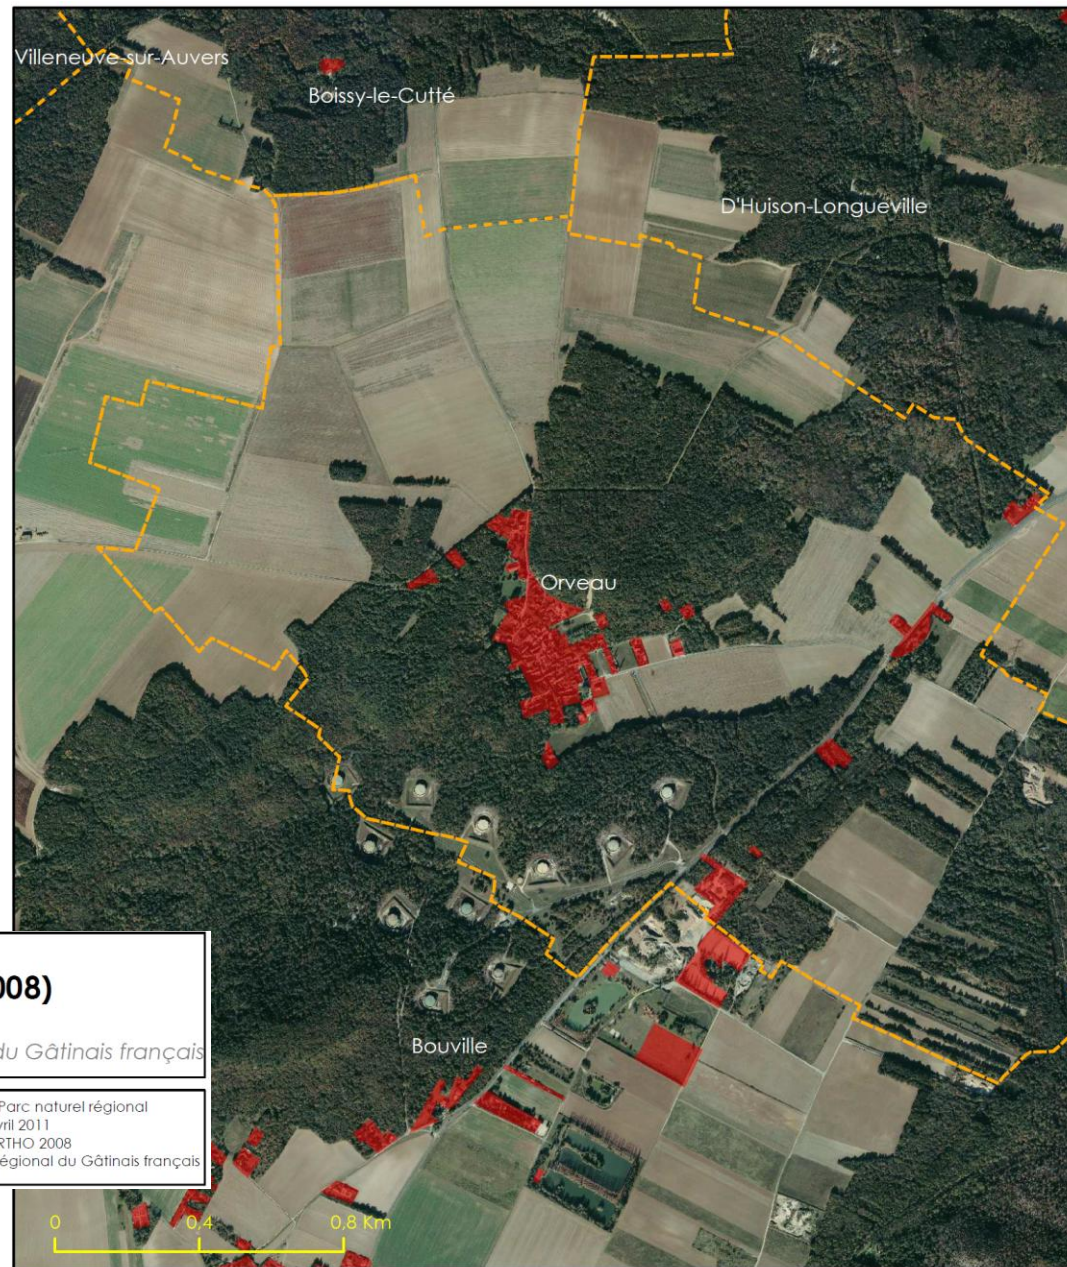 Villeneuve-sur-Auvers
Boissy-le-Cutté
D'Huison-Longueville
Orveau
Bouville
008)
du Gâtinais français
Parc naturel régional
vril 2011
RTHO 2008
égional du Gâtinais français
0 0,4 0,8 Km